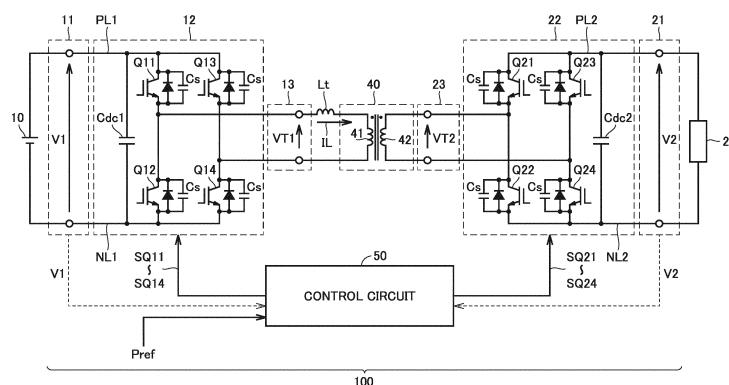 11
PL1
12
22
PL2
21
Q11
Q13
Cs
Cs
Q21
Q23
Cs
Cs
10
V1
Cdc1
13
Lt
40
23
VT1
IL
41
42
VT2
Cdc2
V2
2
Q12
Q14
Cs
Cs
Q22
Q24
Cs
Cs
NL1
NL2
V1
SQ11
~
SQ14
50
CONTROL CIRCUIT
SQ21
~
SQ24
V2
Pref
100